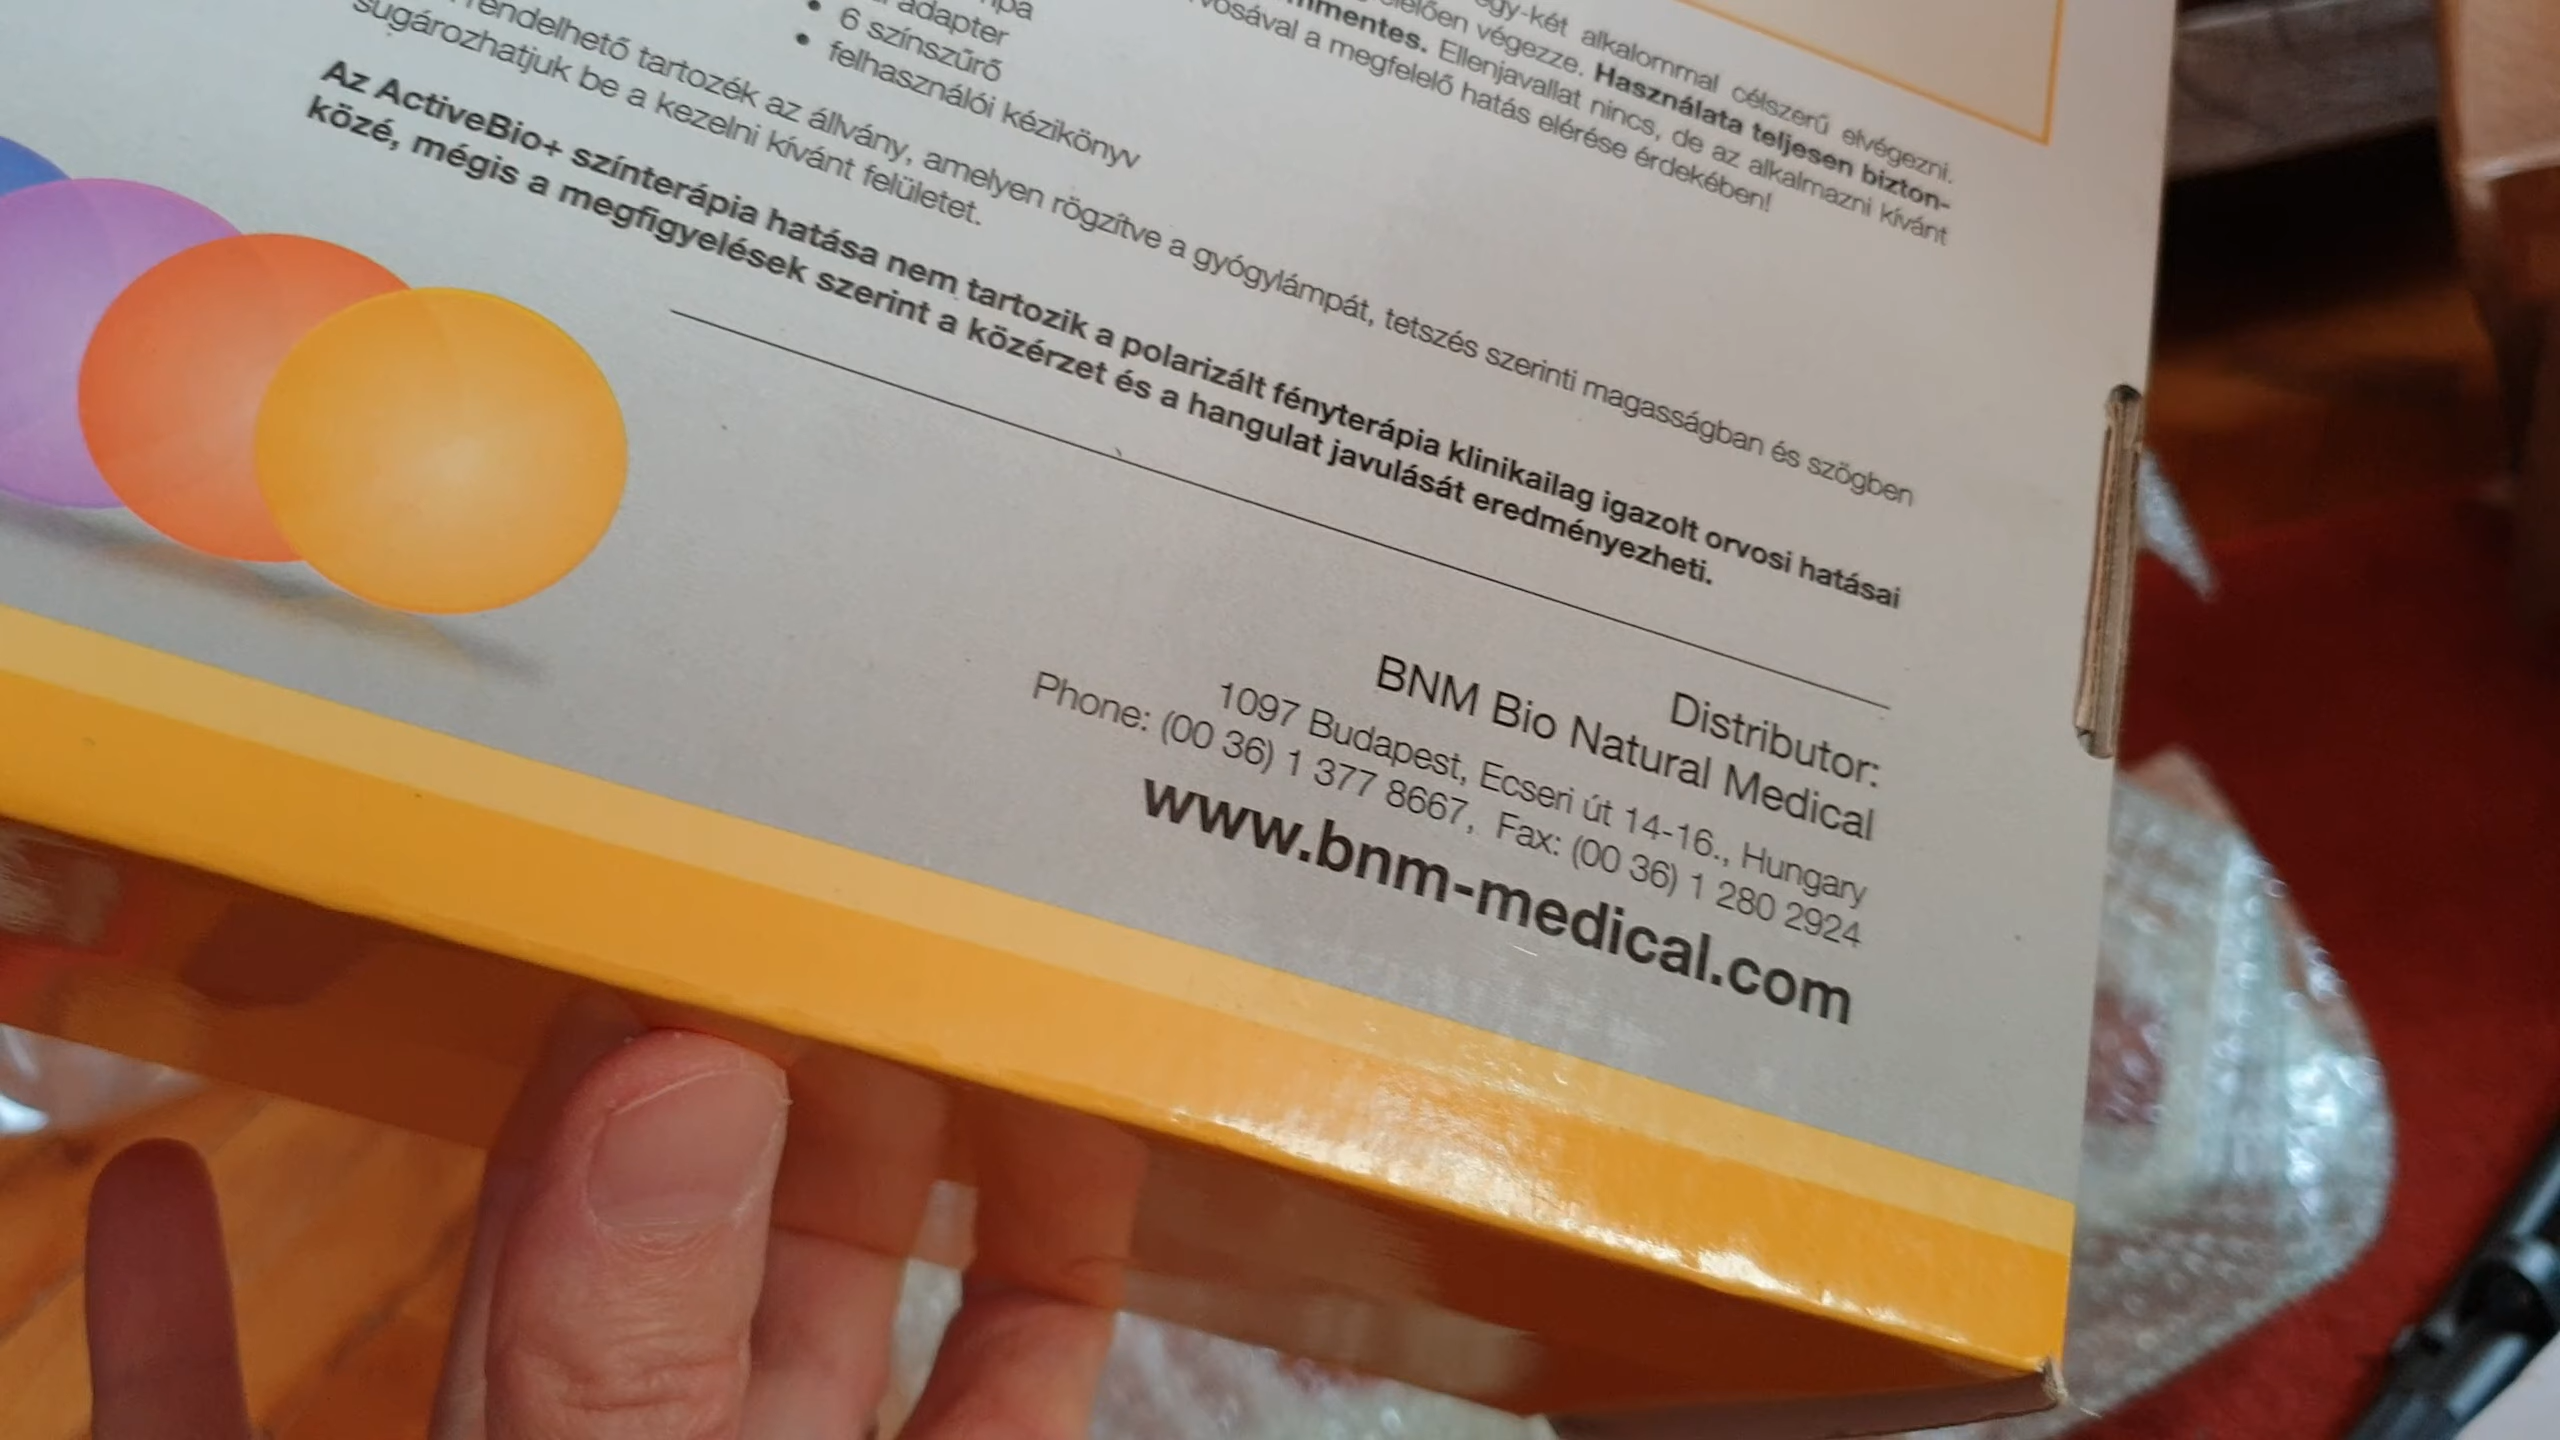 adapter
• 6 színszűrő
• felhasználói kézikönyv
rendelhető tartozék az állvány, amelyen rögzítve a gyógylámpát, tetszés szerinti magasságban és szögben
sugározhatjuk be a kezelni kívánt felületet.
Az ActiveBio+ színterápia hatása nem tartozik a polarizált fényterápia klinikailag igazolt orvosi hatásai
közé, mégis a megfigyelések szerint a közérzet és a hangulat javulását eredményezheti.
egy-két alkalommal célszerű elvégezni.
végezze. Használata teljesen bizton-
Ellenjavallat nincs, de az alkalmazni kívánt
a megfelelő hatás elérése érdekében!
Distributor:
BNM Bio Natural Medical
1097 Budapest, Ecseri út 14-16., Hungary
Phone: (00 36) 1 377 8667, Fax: (00 36) 1 280 2924
www.bnm-medical.com